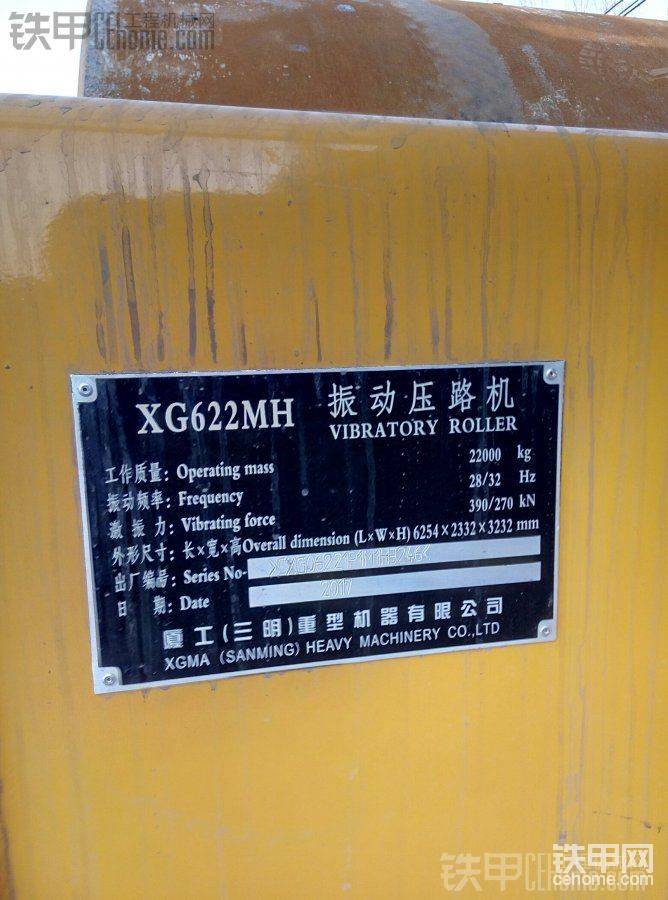 铁甲 工程机械网
cehome.com
XG622MH 振动压路机
VIBRATORY ROLLER
工作质量: Operating mass 22000 kg
振动频率: Frequency 28/32 Hz
激振力: Vibrating force 390/270 kN
外形尺寸: 长×宽×高 Overall dimension (L×W×H) 6254×2332×3232 mm
出厂编号: Series No
日期: Date 2017
厦工(三明)重型机器有限公司
XGMA (SANMING) HEAVY MACHINERY CO.,LTD
铁甲网
cehome.com
铁甲